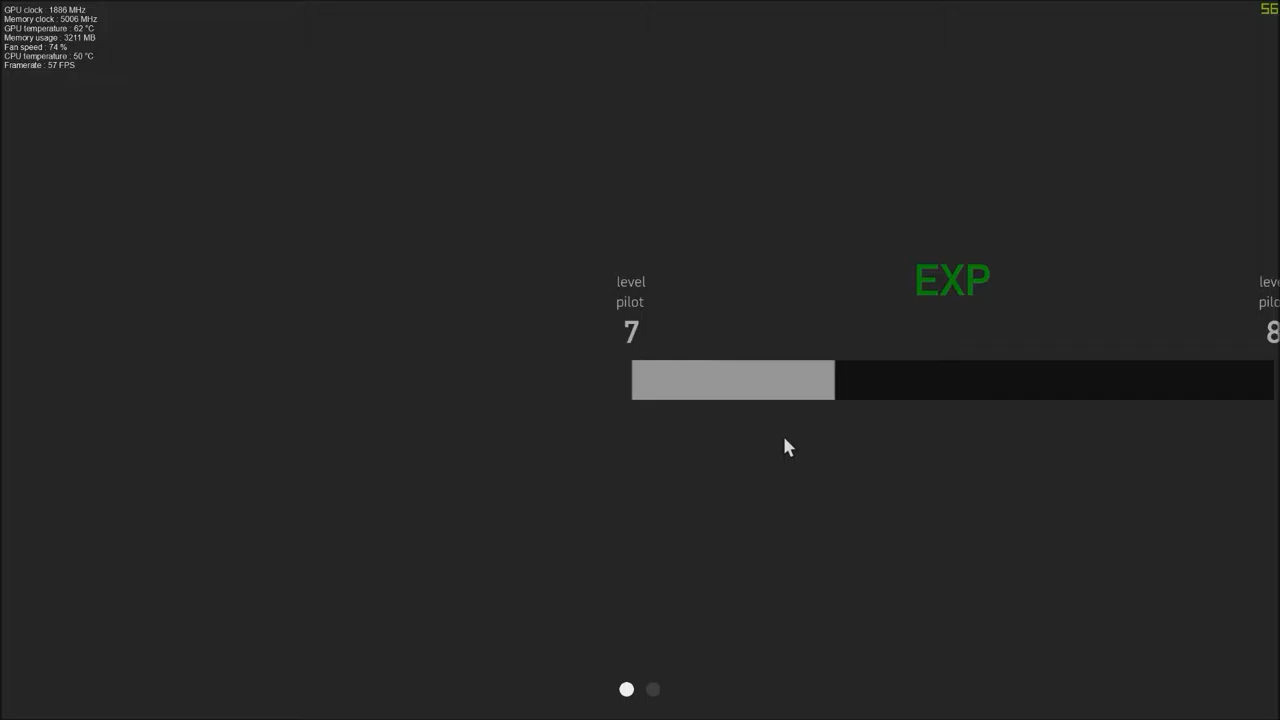 GPU clock : 1886 MHz
Memory clock : 5006 MHz
GPU temperature : 62 °C
Memory usage : 3211 MB
Fan speed : 74 %
CPU temperature : 50 °C
Framerate : 57 FPS
56
EXP
level
pilot
7
8